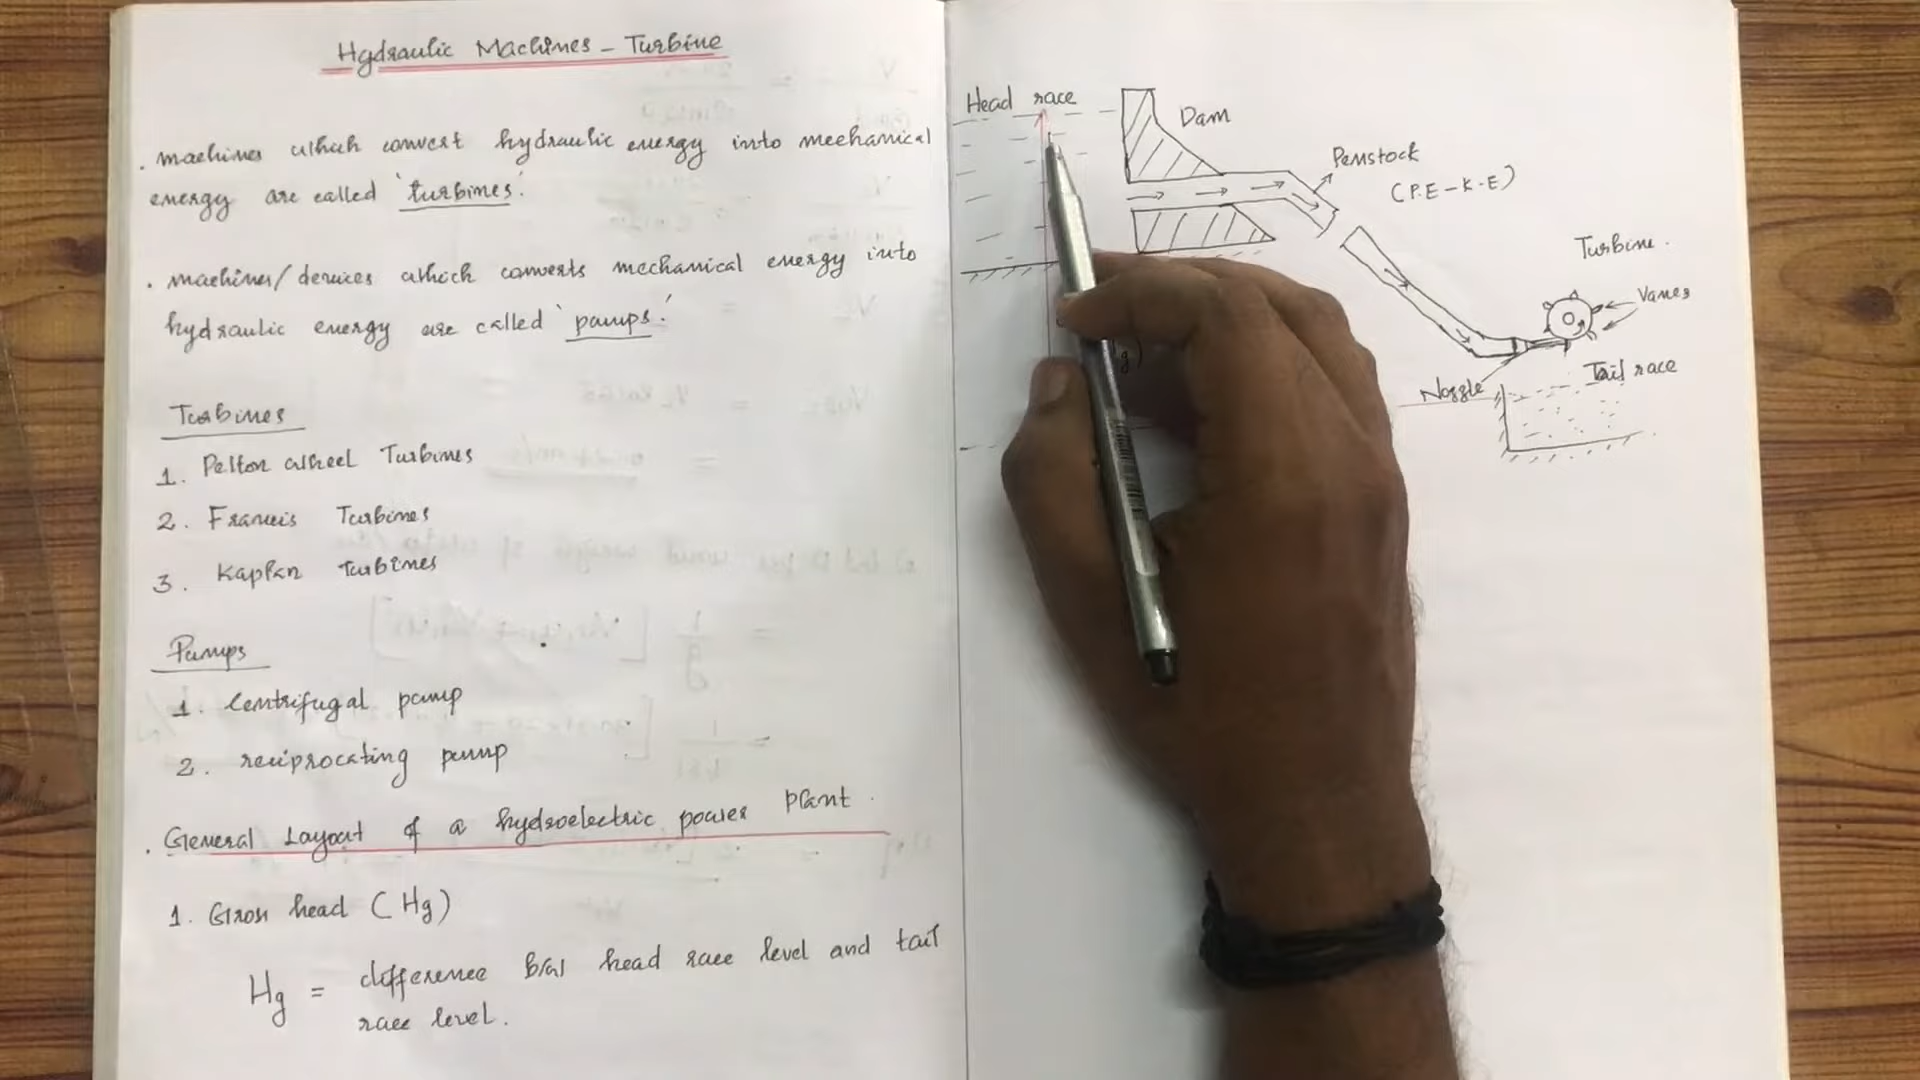 Hydraulic Machines - Turbine
. machines which convert hydraulic energy into mechanical
energy are called 'turbines'.
. machines/devices which converts mechanical energy into
hydraulic energy are called 'pumps.'
Turbines
1. Pelton wheel Turbines
2. Francis Turbines
3. Kaplan Turbines
Pumps
1. Centrifugal pump
2. reciprocating pump
. General Layout of a hydroelectric power plant.
1. Gross head (Hg)
Hg = difference b/w head race level and tail
race level.
Head race
Dam
Penstock
(P.E-K.E)
Turbine.
Vanes
Nozzle
Tail race
g)